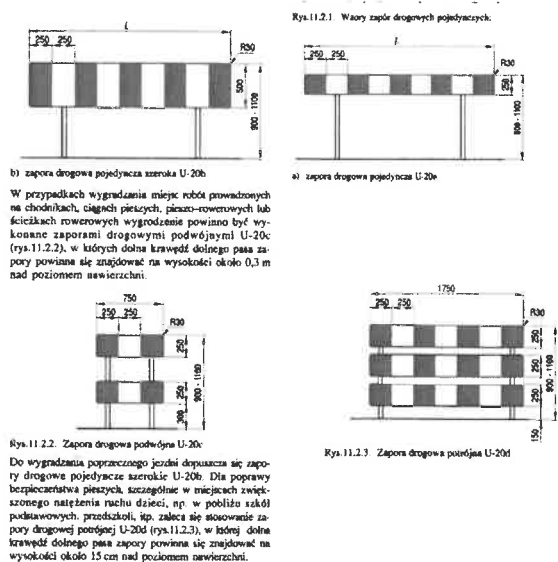 Rys.11.2.1. Wzory zapór drogowych pojedynczych.
L
250 250
R30
500
900 - 1100
b) zapora drogowa pojedyncza szeroka U-20b
L
250 250
R30
250
900 - 1100
a) zapora drogowa pojedyncza U-20a
W przypadkach wygradzania miejsc robót prowadzonych
na chodnikach, ciągach pieszych, pieszo-rowerowych lub
ścieżkach rowerowych wygrodzenie powinno być wy-
konane zaporami drogowymi podwójnymi U-20c
(rys.11.2.2), w których dolna krawędź dolnego pasa za-
pory powinna się znajdować na wysokości około 0,3 m
nad poziomem nawierzchni.
750
250 250
R30
250
250
300
900 - 1100
Rys.11.2.2. Zapora drogowa podwójna U-20c
1750
250 250
R30
250
250
250
150
900 - 1100
Rys.11.2.3. Zapora drogowa potrójna U-20d
Do wygradzania poprzecznego jezdni dopuszcza się zapo-
ry drogowe pojedyncze szerokie U-20b. Dla poprawy
bezpieczeństwa pieszych, szczególnie w miejscach zwięk-
szonego natężenia ruchu dzieci, np. w pobliżu szkół
podstawowych, przedszkoli, itp. zaleca się stosowanie za-
pory drogowej potrójnej U-20d (rys.11.2.3), w której dolna
krawędź dolnego pasa zapory powinna się znajdować na
wysokości około 15 cm nad poziomem nawierzchni.